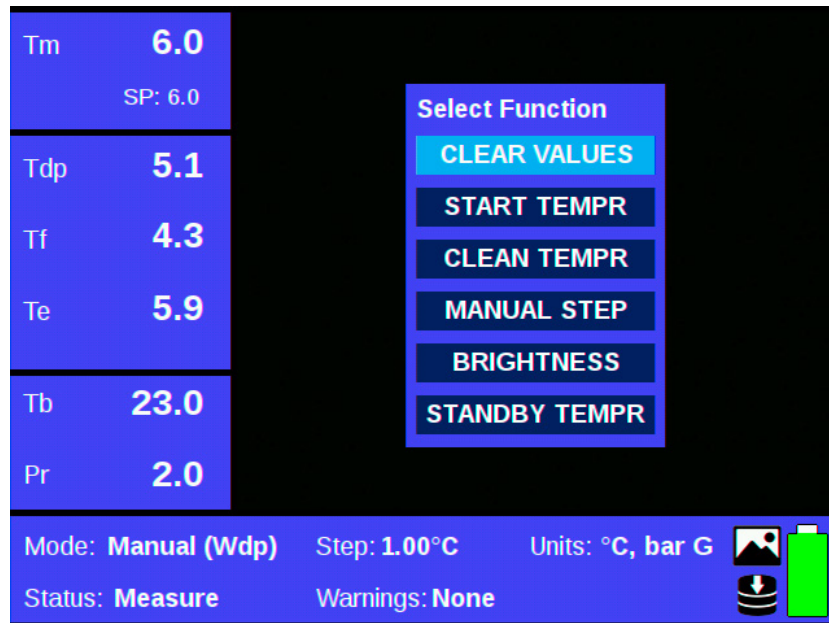 Tm 6.0
SP: 6.0
Tdp 5.1
Tf 4.3
Te 5.9
Tb 23.0
Pr 2.0
Select Function
CLEAR VALUES
START TEMPR
CLEAN TEMPR
MANUAL STEP
BRIGHTNESS
STANDBY TEMPR
Mode: Manual (Wdp) Step: 1.00°C Units: °C, bar G
Status: Measure Warnings: None